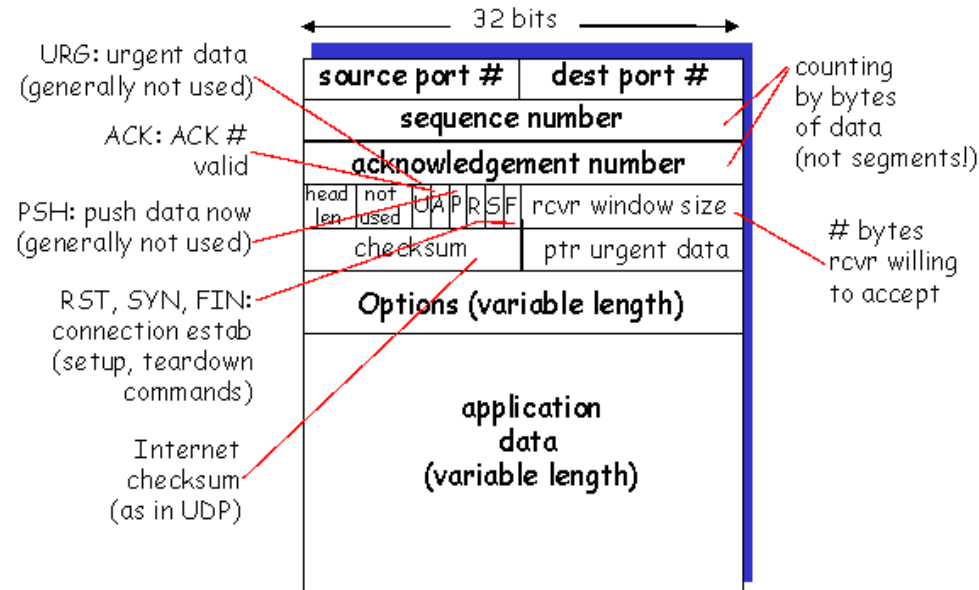 32 bits
URG: urgent data
(generally not used)
ACK: ACK #
valid
PSH: push data now
(generally not used)
RST, SYN, FIN:
connection estab
(setup, teardown
commands)
Internet
checksum
(as in UDP)
source port #
dest port #
sequence number
acknowledgement number
head
len
not
used
U
A
P
R
S
F
rcvr window size
checksum
ptr urgent data
Options (variable length)
application
data
(variable length)
counting
by bytes
of data
(not segments!)
# bytes
rcvr willing
to accept